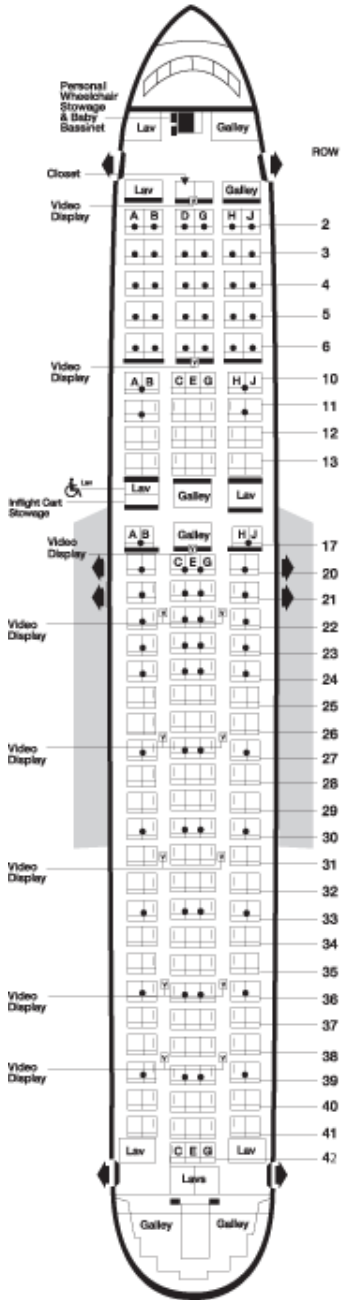 Personal
Wheelchair
Stowage
& Baby
Bassinet
Lav
Galley
ROW
Closet
Lav
Galley
Video
Display
A B
D G
H J
2
3
4
5
6
Video
Display
A B
C E G
H J
10
11
12
13
Lav
Inflight Cart
Stowage
Lav
Galley
Lav
Video
Display
A B
Galley
H J
17
C E G
20
21
Video
Display
22
23
24
25
26
Video
Display
27
28
29
30
31
Video
Display
32
33
34
35
Video
Display
36
37
38
Video
Display
39
40
41
Lav
C E G
Lav
42
Lavs
Galley
Galley